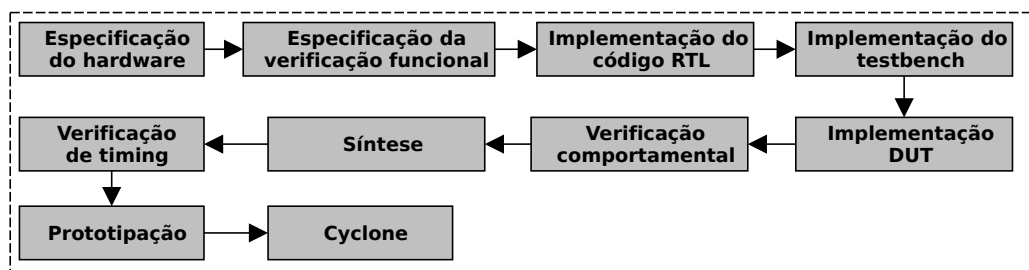 Especificação
do hardware
Especificação da
verificação funcional
Implementação do
código RTL
Implementação do
testbench
Implementação
DUT
Verificação
comportamental
Síntese
Verificação
de timing
Prototipação
Cyclone